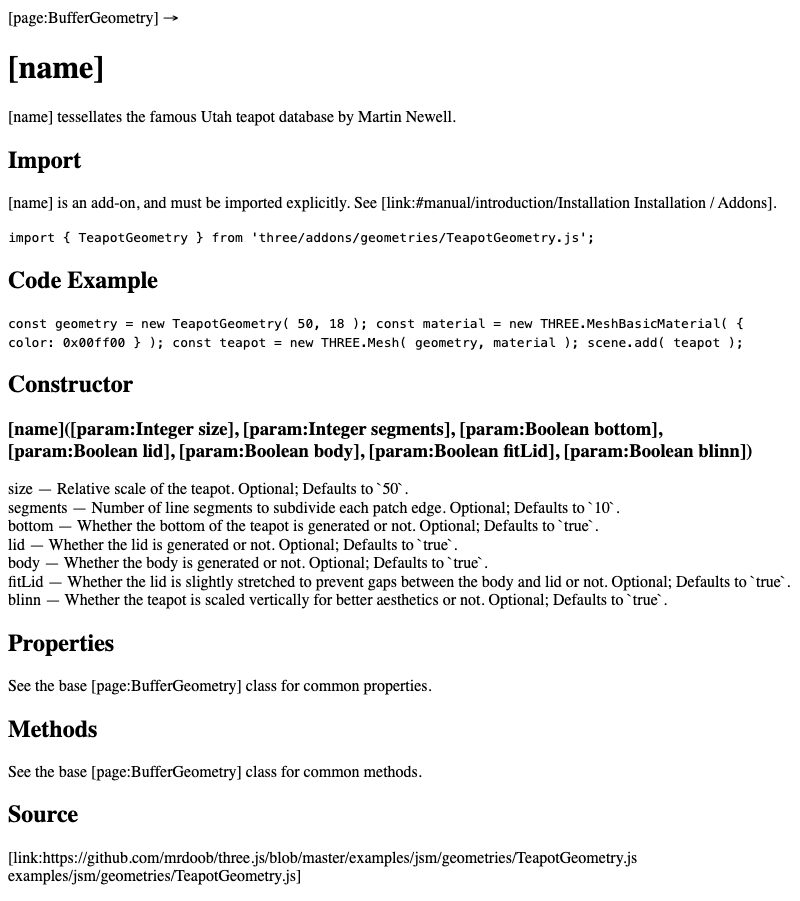 [page:BufferGeometry] →
[name]
[name] tessellates the famous Utah teapot database by Martin Newell.
Import
[name] is an add-on, and must be imported explicitly. See [link:#manual/introduction/Installation Installation / Addons].
import { TeapotGeometry } from 'three/addons/geometries/TeapotGeometry.js';
Code Example
const geometry = new TeapotGeometry( 50, 18 ); const material = new THREE.MeshBasicMaterial( {
color: 0x00ff00 } ); const teapot = new THREE.Mesh( geometry, material ); scene.add( teapot );
Constructor
[name]([param:Integer size], [param:Integer segments], [param:Boolean bottom],
[param:Boolean lid], [param:Boolean body], [param:Boolean fitLid], [param:Boolean blinn])
size — Relative scale of the teapot. Optional; Defaults to `50`.
segments — Number of line segments to subdivide each patch edge. Optional; Defaults to `10`.
bottom — Whether the bottom of the teapot is generated or not. Optional; Defaults to `true`.
lid — Whether the lid is generated or not. Optional; Defaults to `true`.
body — Whether the body is generated or not. Optional; Defaults to `true`.
fitLid — Whether the lid is slightly stretched to prevent gaps between the body and lid or not. Optional; Defaults to `true`.
blinn — Whether the teapot is scaled vertically for better aesthetics or not. Optional; Defaults to `true`.
Properties
See the base [page:BufferGeometry] class for common properties.
Methods
See the base [page:BufferGeometry] class for common methods.
Source
[link:https://github.com/mrdoob/three.js/blob/master/examples/jsm/geometries/TeapotGeometry.js
examples/jsm/geometries/TeapotGeometry.js]